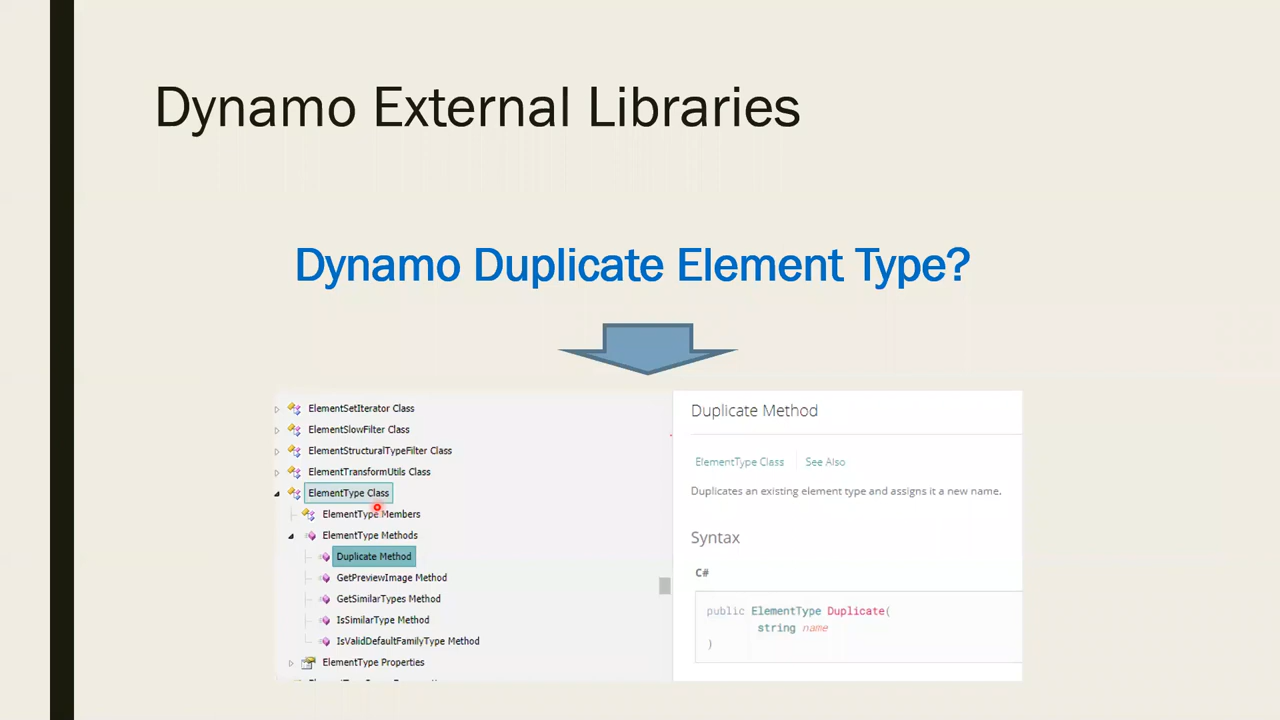 Dynamo External Libraries
Dynamo Duplicate Element Type?
ElementSetIterator Class
ElementSlowFilter Class
ElementStructuralTypeFilter Class
ElementTransformUtils Class
ElementType Class
ElementType Members
ElementType Methods
Duplicate Method
GetPreviewImage Method
GetSimilarTypes Method
IsSimilarType Method
IsValidDefaultFamilyType Method
ElementType Properties
Duplicate Method
ElementType Class
See Also
Duplicates an existing element type and assigns it a new name.
Syntax
C#
public ElementType Duplicate(
string name
)